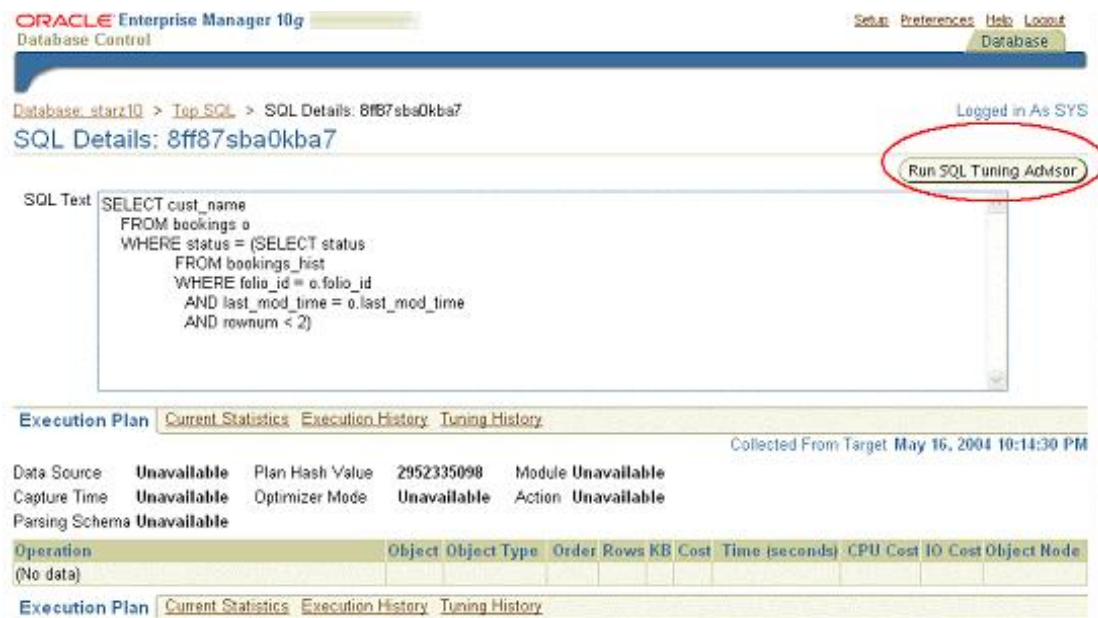 ORACLE Enterprise Manager 10g
Database Control
Setup Preferences Help Logout
Database
Database: starz10 > Top SQL > SQL Details: 8ff87sba0kba7
Logged in As SYS
SQL Details: 8ff87sba0kba7
Run SQL Tuning Advisor
SQL Text
SELECT cust_name
FROM bookings o
WHERE status = (SELECT status
FROM bookings_hist
WHERE folio_id = o.folio_id
AND last_mod_time = o.last_mod_time
AND rownum < 2)
Execution Plan Current Statistics Execution History Tuning History
Collected From Target May 16, 2004 10:14:30 PM
Data Source Unavailable Plan Hash Value 2952335098 Module Unavailable
Capture Time Unavailable Optimizer Mode Unavailable Action Unavailable
Parsing Schema Unavailable
Operation Object Object Type Order Rows KB Cost Time (seconds) CPU Cost IO Cost Object Node
(No data)
Execution Plan Current Statistics Execution History Tuning History